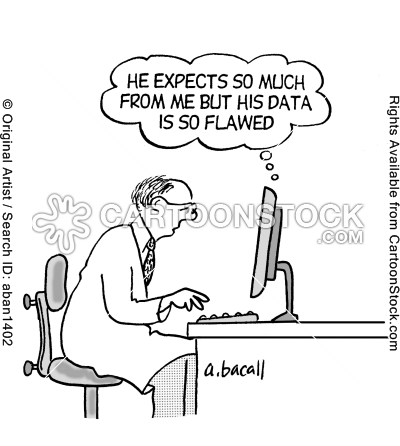 HE EXPECTS SO MUCH
FROM ME BUT HIS DATA
IS SO FLAWED
CARTOONSTOCK
.COM
a.bacall
© Original Artist / Search ID: aban1402
Rights Available from CartoonStock.com